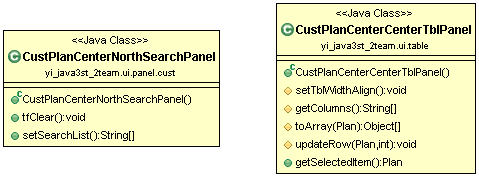 <<Java Class>>
CustPlanCenterNorthSearchPanel
yi_java3st_2team.ui.panel.cust
CustPlanCenterNorthSearchPanel()
tfClear():void
setSearchList():String[]
<<Java Class>>
CustPlanCenterCenterTblPanel
yi_java3st_2team.ui.table
CustPlanCenterCenterTblPanel()
setTblWidthAlign():void
getColumns():String[]
toArray(Plan):Object[]
updateRow(Plan,int):void
getSelectedItem():Plan